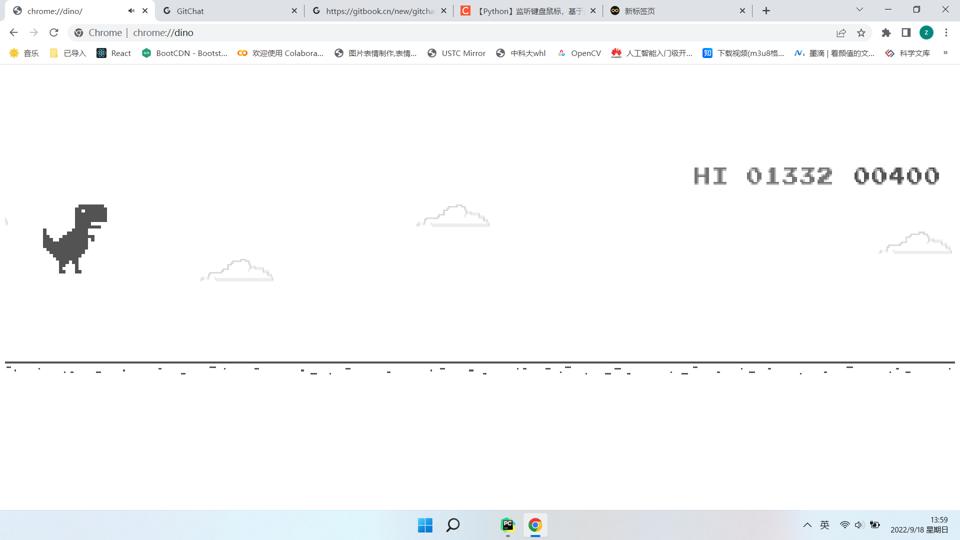 chrome://dino/
GitChat
https://gitbook.cn/new/gitcha
【Python】监听键盘鼠标，基于
新标签页
Chrome | chrome://dino
音乐
已导入
React
BootCDN - Bootst...
欢迎使用 Colabora...
图片表情制作,表情...
USTC Mirror
中科大whl
OpenCV
人工智能入门极开...
下载视频(m3u8格...
墨滴 | 看颜值的文...
科学文库
»
HI 01332 00400
英
13:59
2022/9/18 星期日